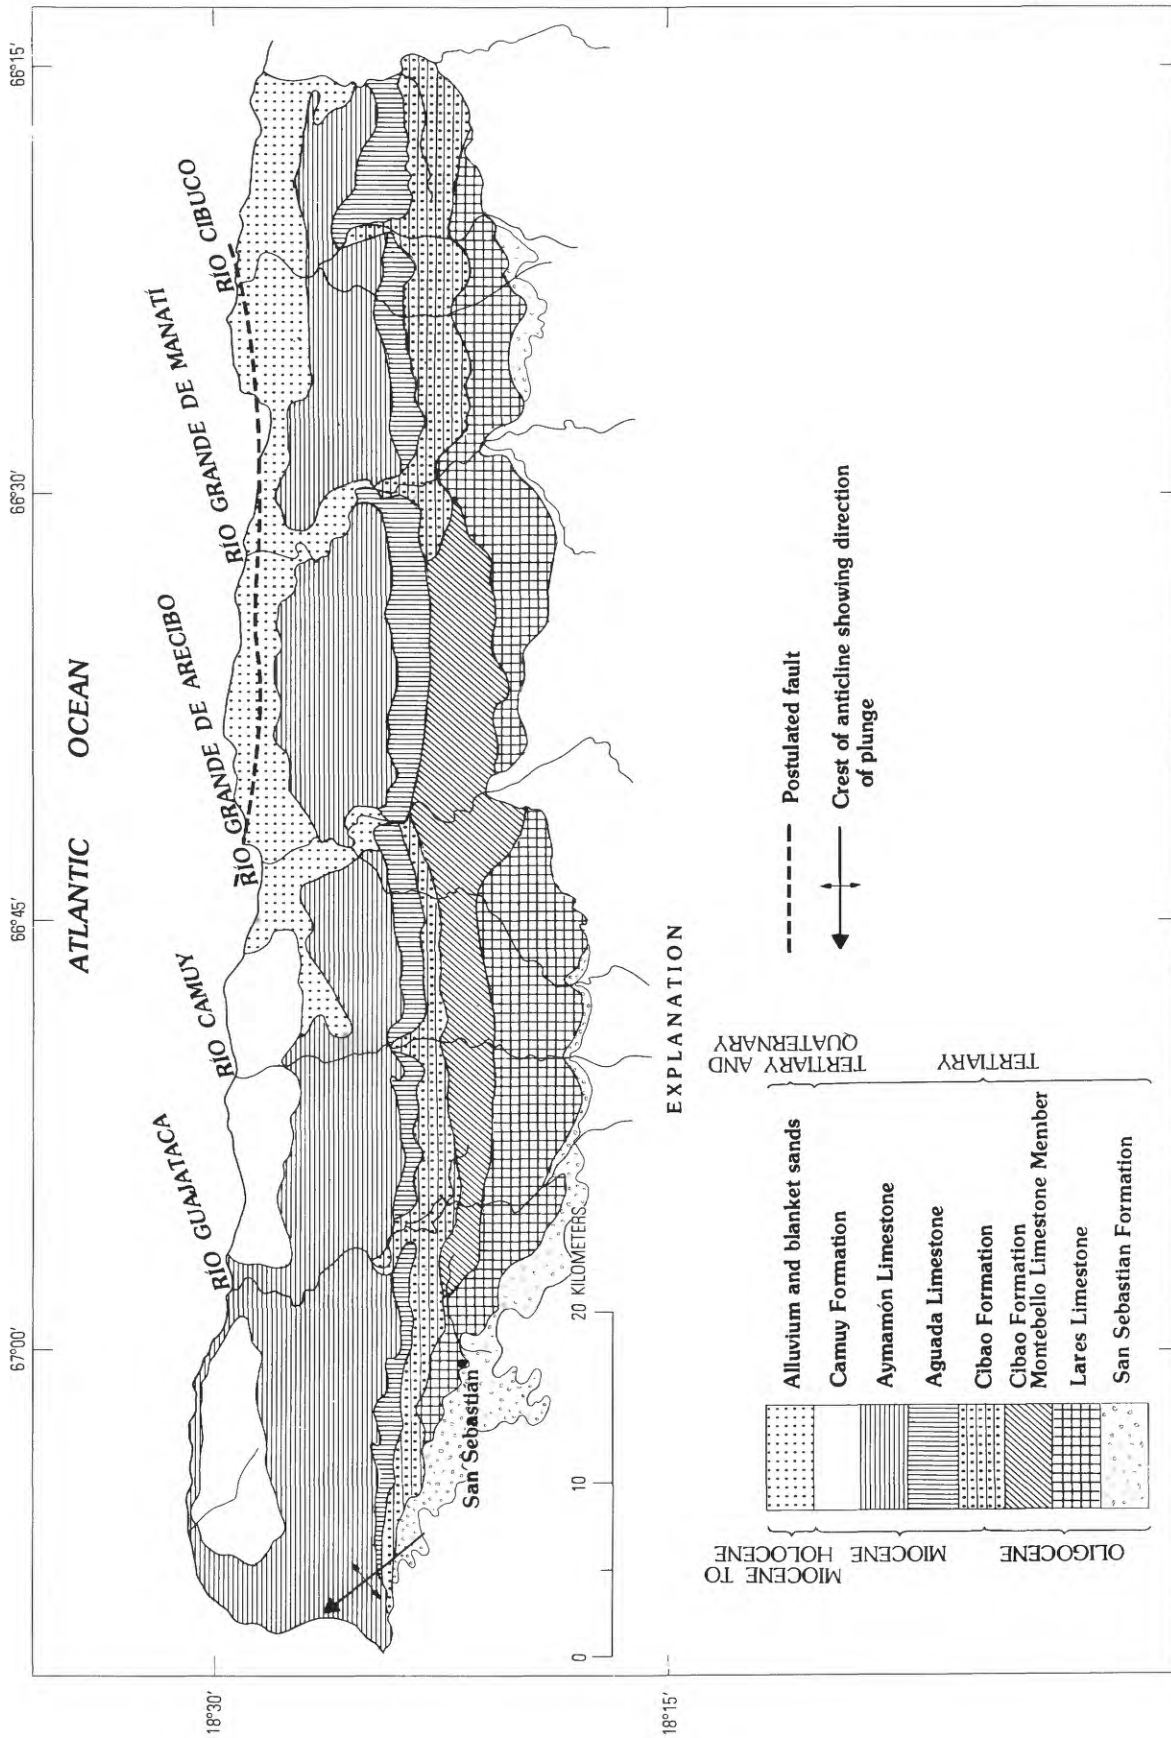 67°00′
66°45′
66°30′
66°15′
18°30′
18°15′
ATLANTIC OCEAN
RÍO GUAJATACA
RÍO CAMUY
RÍO GRANDE DE ARECIBO
RÍO GRANDE DE MANATÍ
RÍO CIBUCO
San Sebastian
0 10 20 KILOMETERS
EXPLANATION
MIOCENE TO
HOLOCENE
MIOCENE
OLIGOCENE
Alluvium and blanket sands
Camuy Formation
Aymamón Limestone
Aguada Limestone
Cibao Formation
Cibao Formation
Montebello Limestone Member
Lares Limestone
San Sebastian Formation
TERTIARY AND
QUATERNARY
TERTIARY
TERTIARY
Postulated fault
Crest of anticline showing direction
of plunge